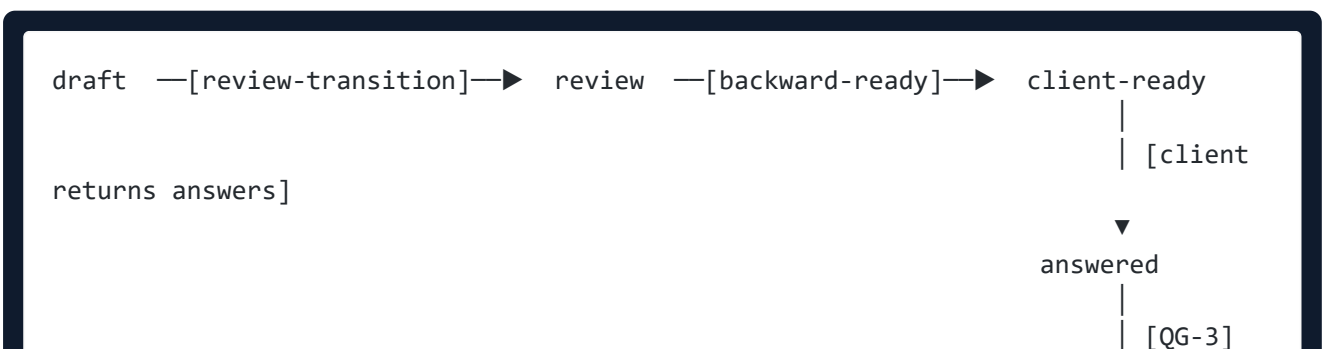 draft ──[review-transition]──▶ review ──[backward-ready]──▶ client-ready
│
│ [client
returns answers]
▼
answered
│
│ [QG-3]